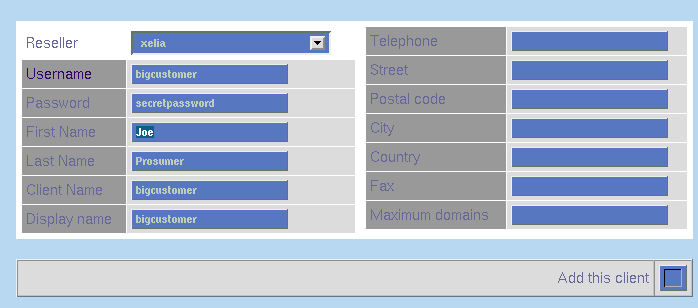 Reseller xelia
Username bigcustomer
Password secretpassword
First Name Joe
Last Name Prosumer
Client Name bigcustomer
Display name bigcustomer
Telephone
Street
Postal code
City
Country
Fax
Maximum domains
Add this client